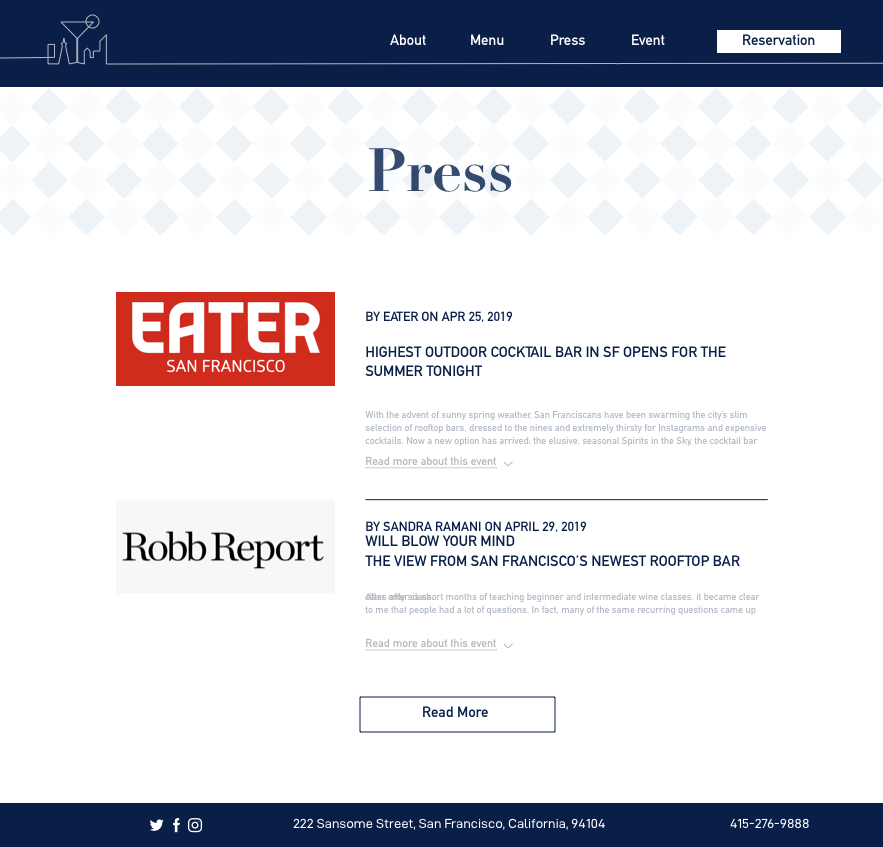 About Menu Press Event Reservation
Press
EATER
SAN FRANCISCO
BY EATER ON APR 25, 2019
HIGHEST OUTDOOR COCKTAIL BAR IN SF OPENS FOR THE
SUMMER TONIGHT
With the advent of sunny spring weather, San Franciscans have been swarming the city's slim
selection of rooftop bars, dressed to the nines and extremely thirsty for Instagrams and expensive
cocktails. Now a new option has arrived: the elusive, seasonal Spirits in the Sky, the cocktail bar
Read more about this event
Robb Report
BY SANDRA RAMANI ON APRIL 29, 2019
WILL BLOW YOUR MIND
THE VIEW FROM SAN FRANCISCO'S NEWEST ROOFTOP BAR
short months of teaching beginner and intermediate wine classes, it became clear
to me that people had a lot of questions. In fact, many of the same recurring questions came up
Read more about this event
Read More
222 Sansome Street, San Francisco, California, 94104
415-276-9888